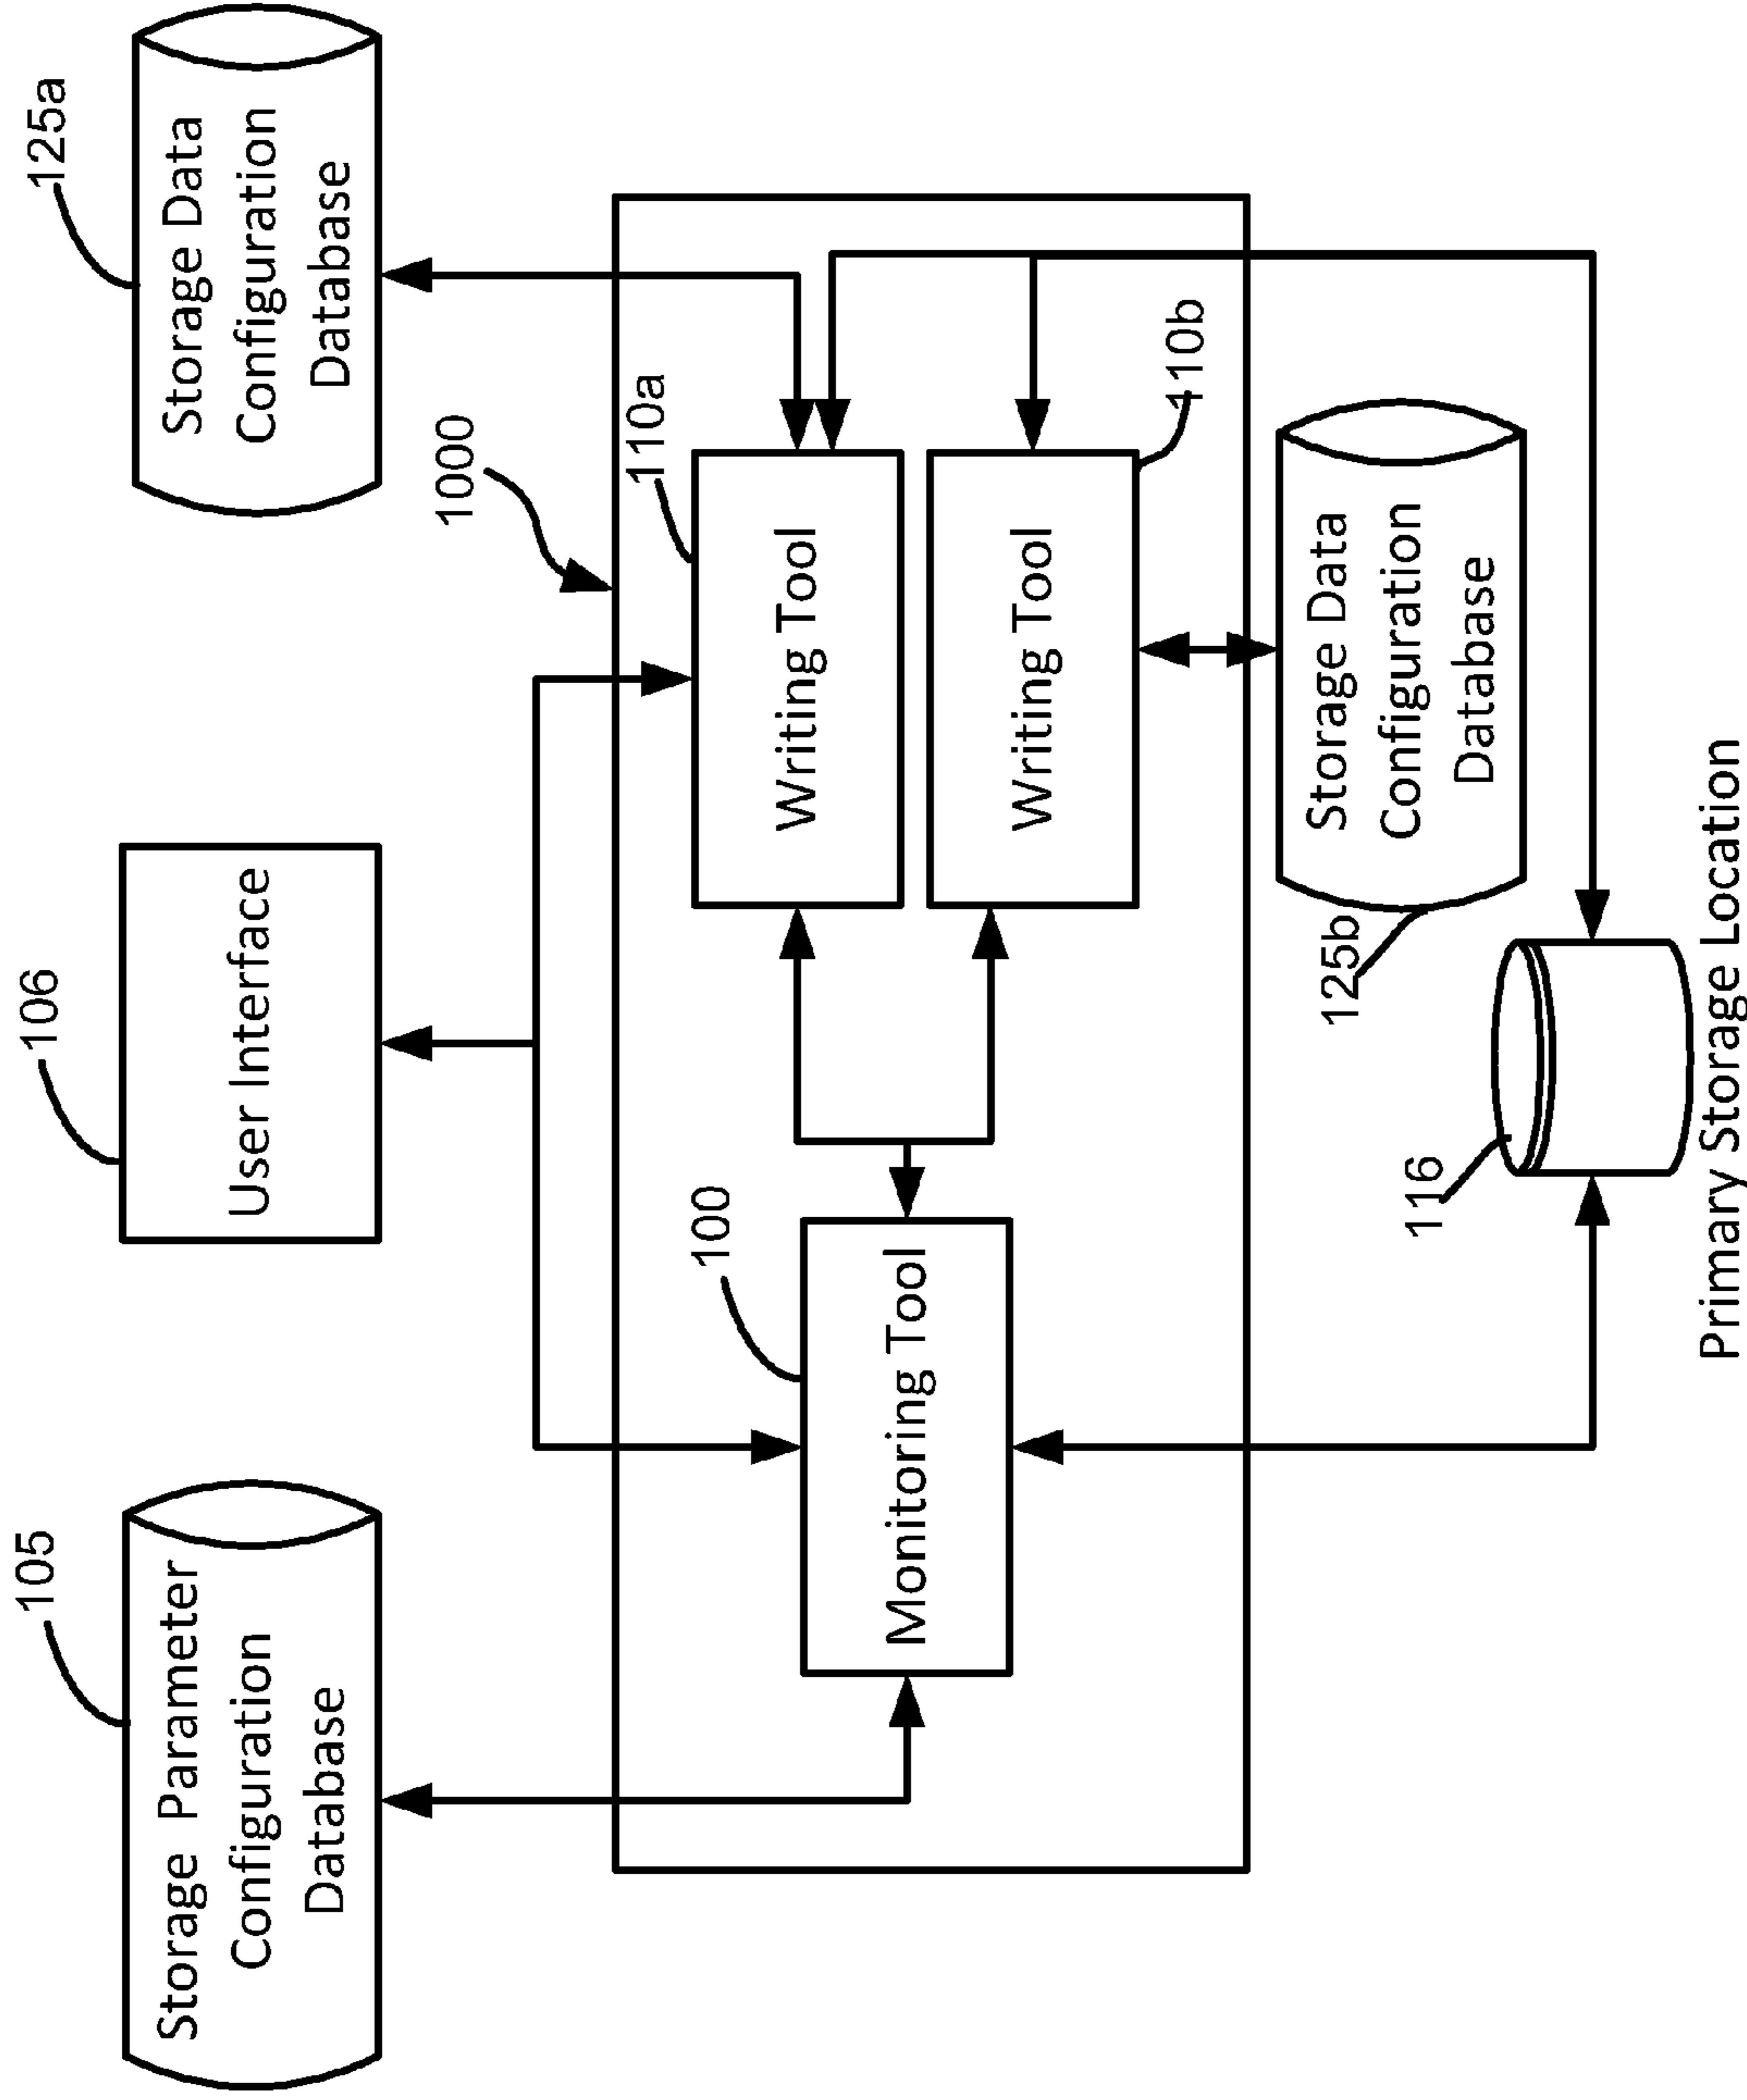 105
Storage Parameter
Configuration
Database
106
User Interface
125a
Storage Data
Configuration
Database
1000
100
Monitoring Tool
110a
Writing Tool
Writing Tool
110b
125b
Storage Data
Configuration
Database
116
Primary Storage Location